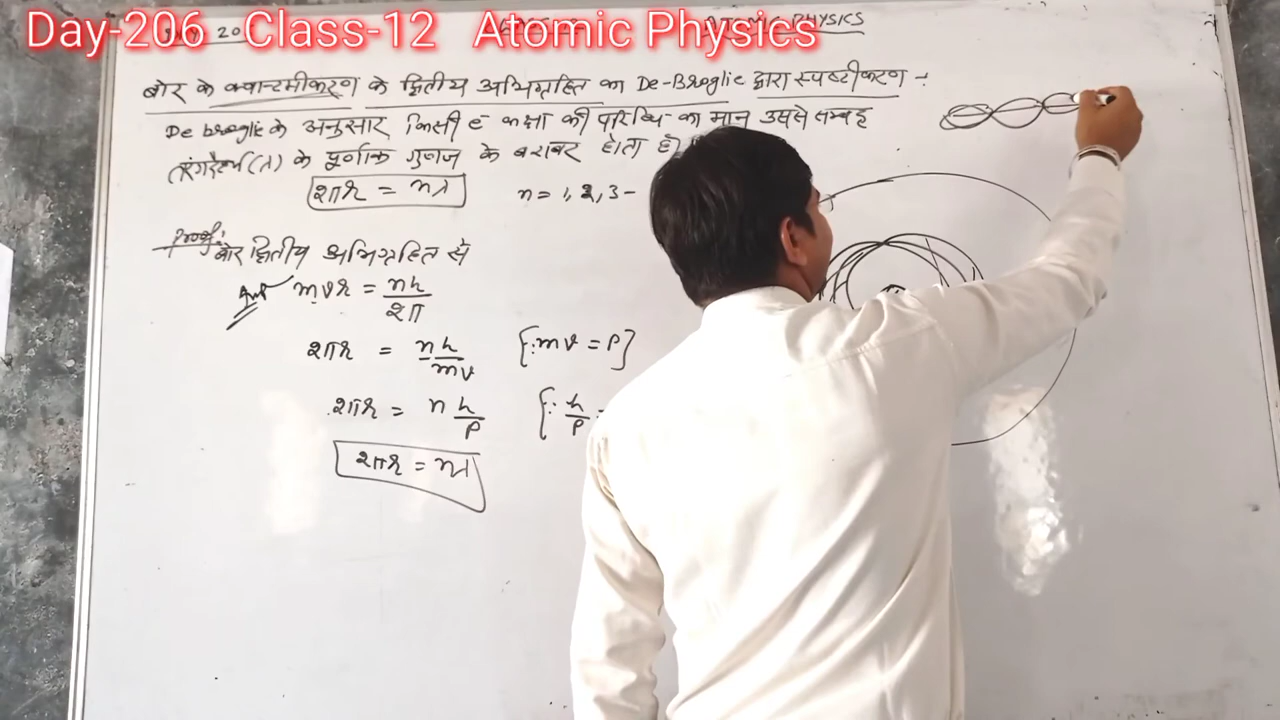 Day-206 Class-12 Atomic Physics
ATOMIC PHYSICS
बोर के क्वान्टमीकरण के द्वितीय अभिग्रहित का De-Broglie द्वारा स्पष्टीकरण →
De broglie के अनुसार किसी e कक्षा की परिधि का मान उससे सम्बद्ध
तरंगदैर्ध्य (λ) के पूर्णांक गुणज के बराबर होता है
2πr = nλ n = 1, 2, 3 -
Proof:
बोर द्वितीय अभिग्रहित से
mvr = nh/2π
2πr = nh/mv {∵ mv = P}
2πr = n h/P {∵ h/P =
2πr = nλ